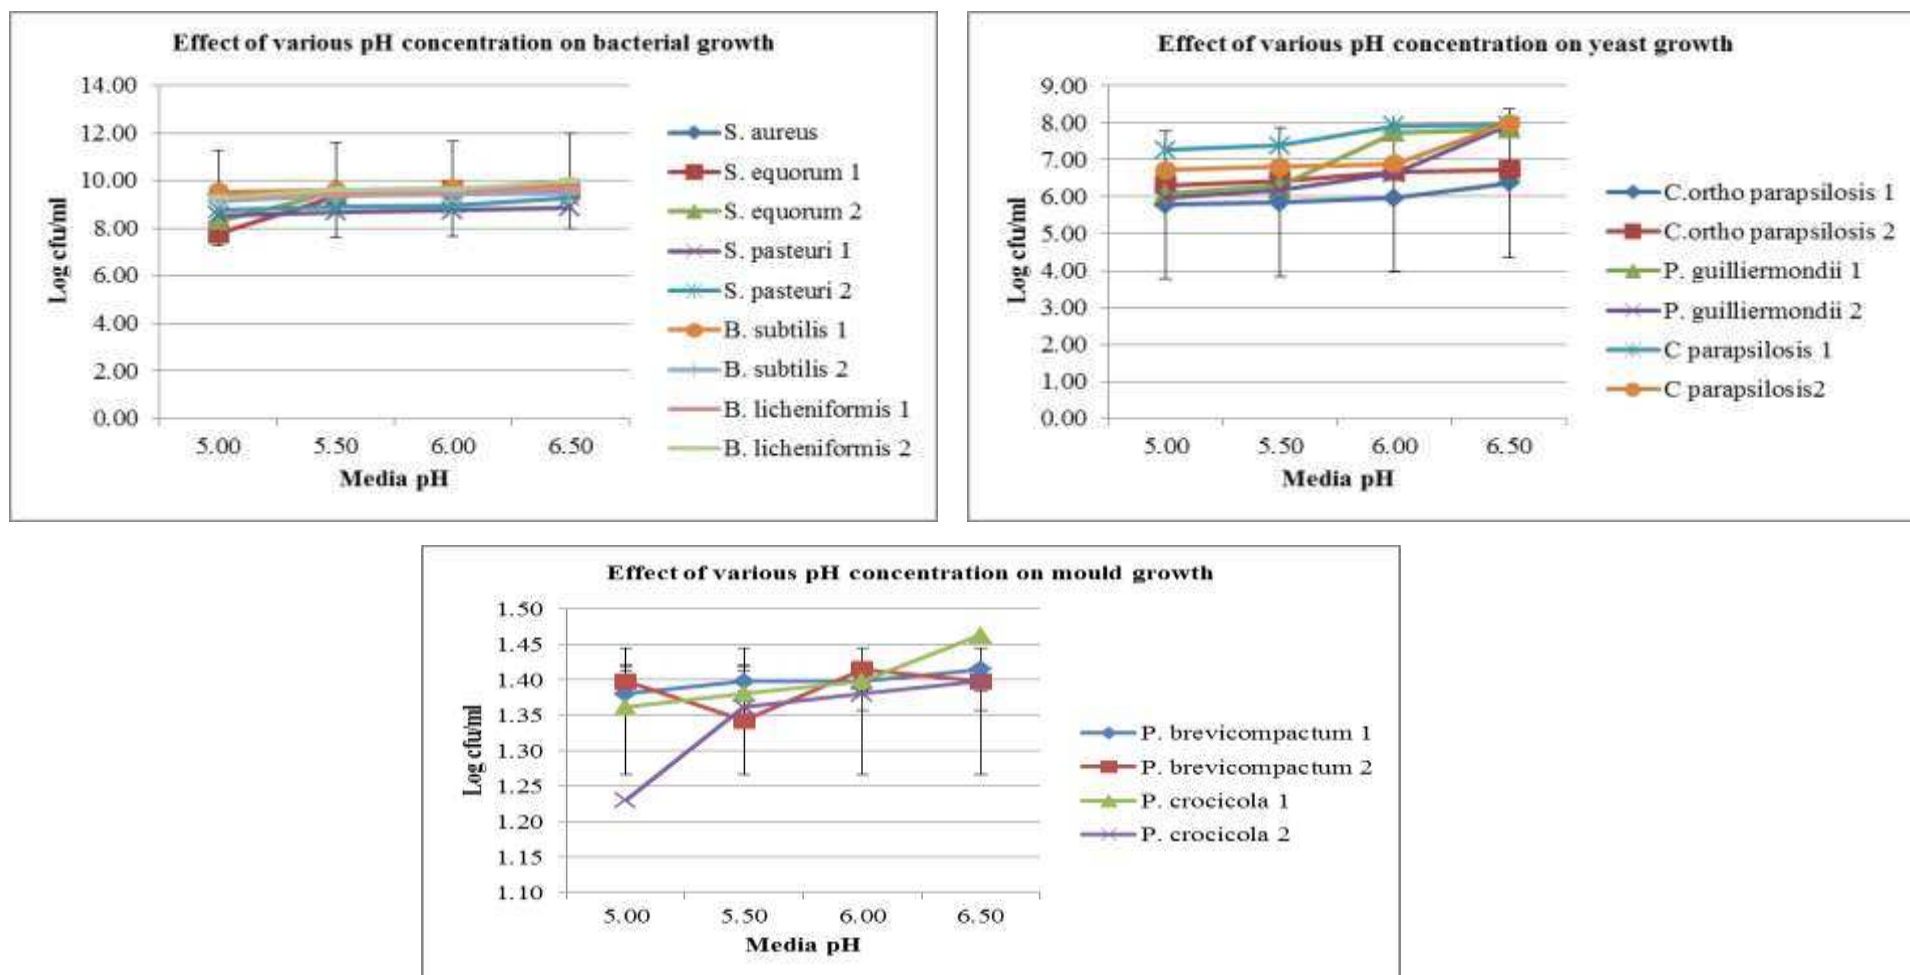 Effect of various pH concentration on bacterial growth
14.00
12.00
10.00
8.00
6.00
4.00
2.00
0.00
Log cfu/ml
5.00 5.50 6.00 6.50
Media pH
S. aureus
S. equorum 1
S. equorum 2
S. pasteuri 1
S. pasteuri 2
B. subtilis 1
B. subtilis 2
B. licheniformis 1
B. licheniformis 2
Effect of various pH concentration on yeast growth
9.00
8.00
7.00
6.00
5.00
4.00
3.00
2.00
1.00
0.00
Log cfu/ml
5.00 5.50 6.00 6.50
Media pH
C.ortho parapsilosis 1
C.ortho parapsilosis 2
P. guilliermondii 1
P. guilliermondii 2
C parapsilosis 1
C parapsilosis2
Effect of various pH concentration on mould growth
1.50
1.45
1.40
1.35
1.30
1.25
1.20
1.15
1.10
Log cfu/ml
5.00 5.50 6.00 6.50
Media pH
P. brevicompactum 1
P. brevicompactum 2
P. crocicola 1
P. crocicola 2